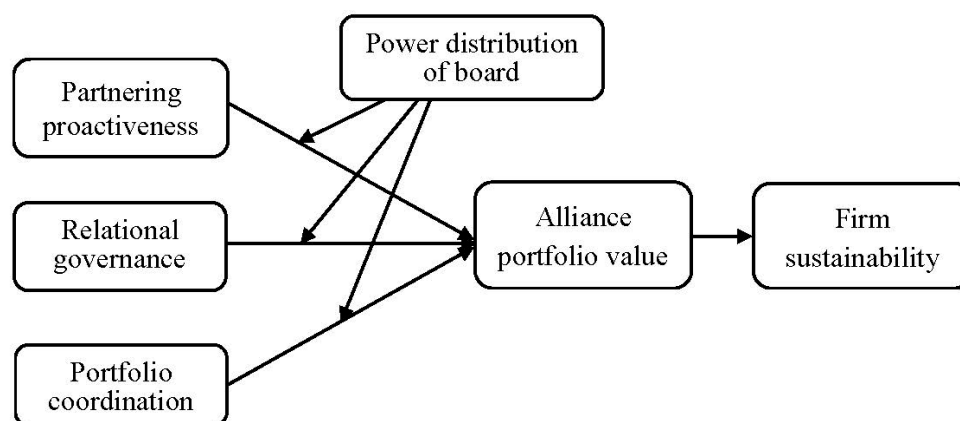 Power distribution
of board
Partnering
proactiveness
Relational
governance
Alliance
portfolio value
Firm
sustainability
Portfolio
coordination